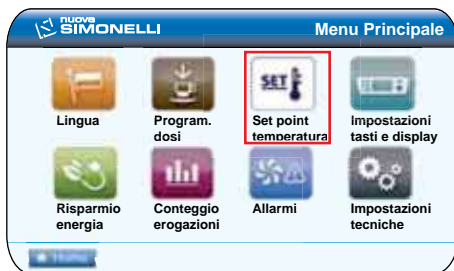 nuova
SIMONELLI
Menu Principale
SET
Lingua
Program.
dosi
Set point
temperatura
Impostazioni
tasti e display
Risparmio
energia
Conteggio
erogazioni
Allarmi
Impostazioni
tecniche
Home